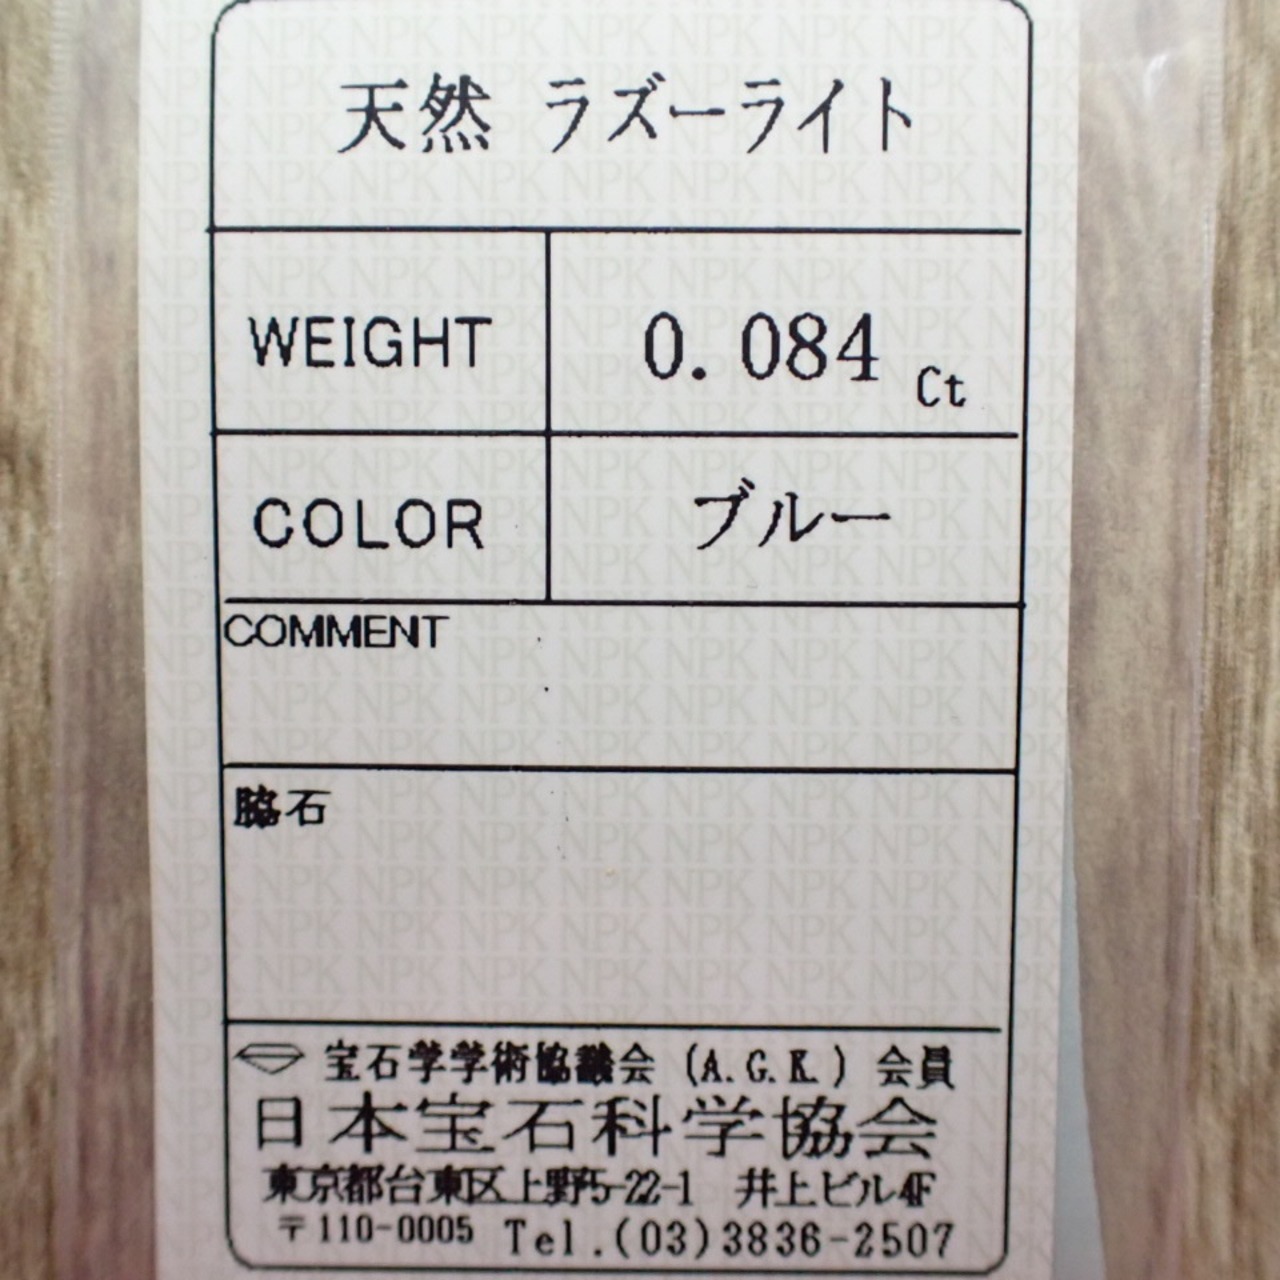 天然 ラズーライト
WEIGHT 0.084 Ct
COLOR ブルー
COMMENT
脇石
宝石学学術協議会 (A.G.K.) 会員
日本宝石科学協会
東京都台東区上野5-22-1 井上ビル4F
〒110-0005 Tel.(03)3836-2507